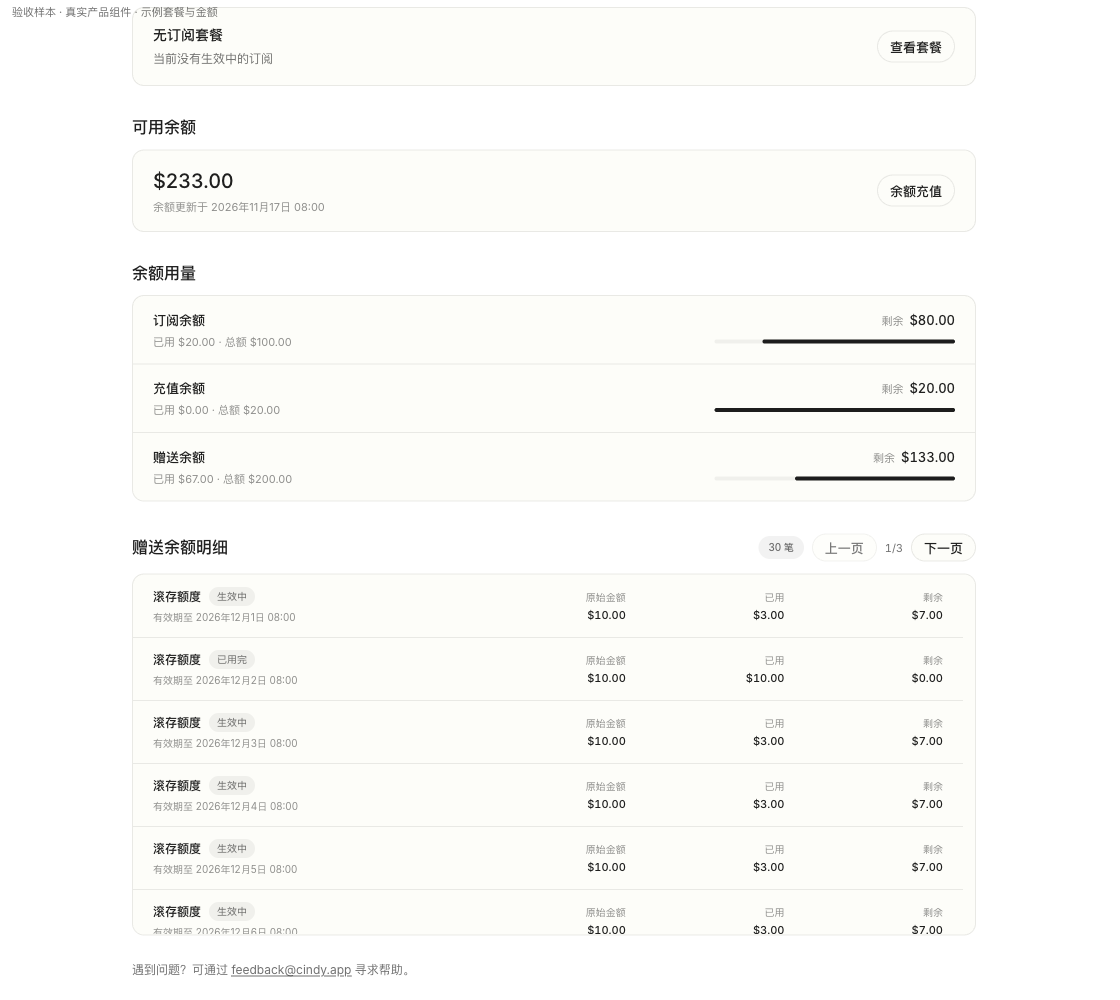 验收样本 · 真实产品组件 · 示例套餐与金额
无订阅套餐
当前没有生效中的订阅
查看套餐
可用余额
$233.00
余额更新于 2026年11月17日 08:00
余额充值
余额用量
订阅余额
已用 $20.00 · 总额 $100.00
剩余 $80.00
充值余额
已用 $0.00 · 总额 $20.00
剩余 $20.00
赠送余额
已用 $67.00 · 总额 $200.00
剩余 $133.00
赠送余额明细
30 笔 上一页 1/3 下一页
滚存额度 生效中 原始金额 已用 剩余
有效期至 2026年12月1日 08:00 $10.00 $3.00 $7.00
滚存额度 已用完 原始金额 已用 剩余
有效期至 2026年12月2日 08:00 $10.00 $10.00 $0.00
滚存额度 生效中 原始金额 已用 剩余
有效期至 2026年12月3日 08:00 $10.00 $3.00 $7.00
滚存额度 生效中 原始金额 已用 剩余
有效期至 2026年12月4日 08:00 $10.00 $3.00 $7.00
滚存额度 生效中 原始金额 已用 剩余
有效期至 2026年12月5日 08:00 $10.00 $3.00 $7.00
滚存额度 生效中 原始金额 已用 剩余
有效期至 2026年12月6日 08:00 $10.00 $3.00 $7.00
遇到问题？可通过 feedback@cindy.app 寻求帮助。